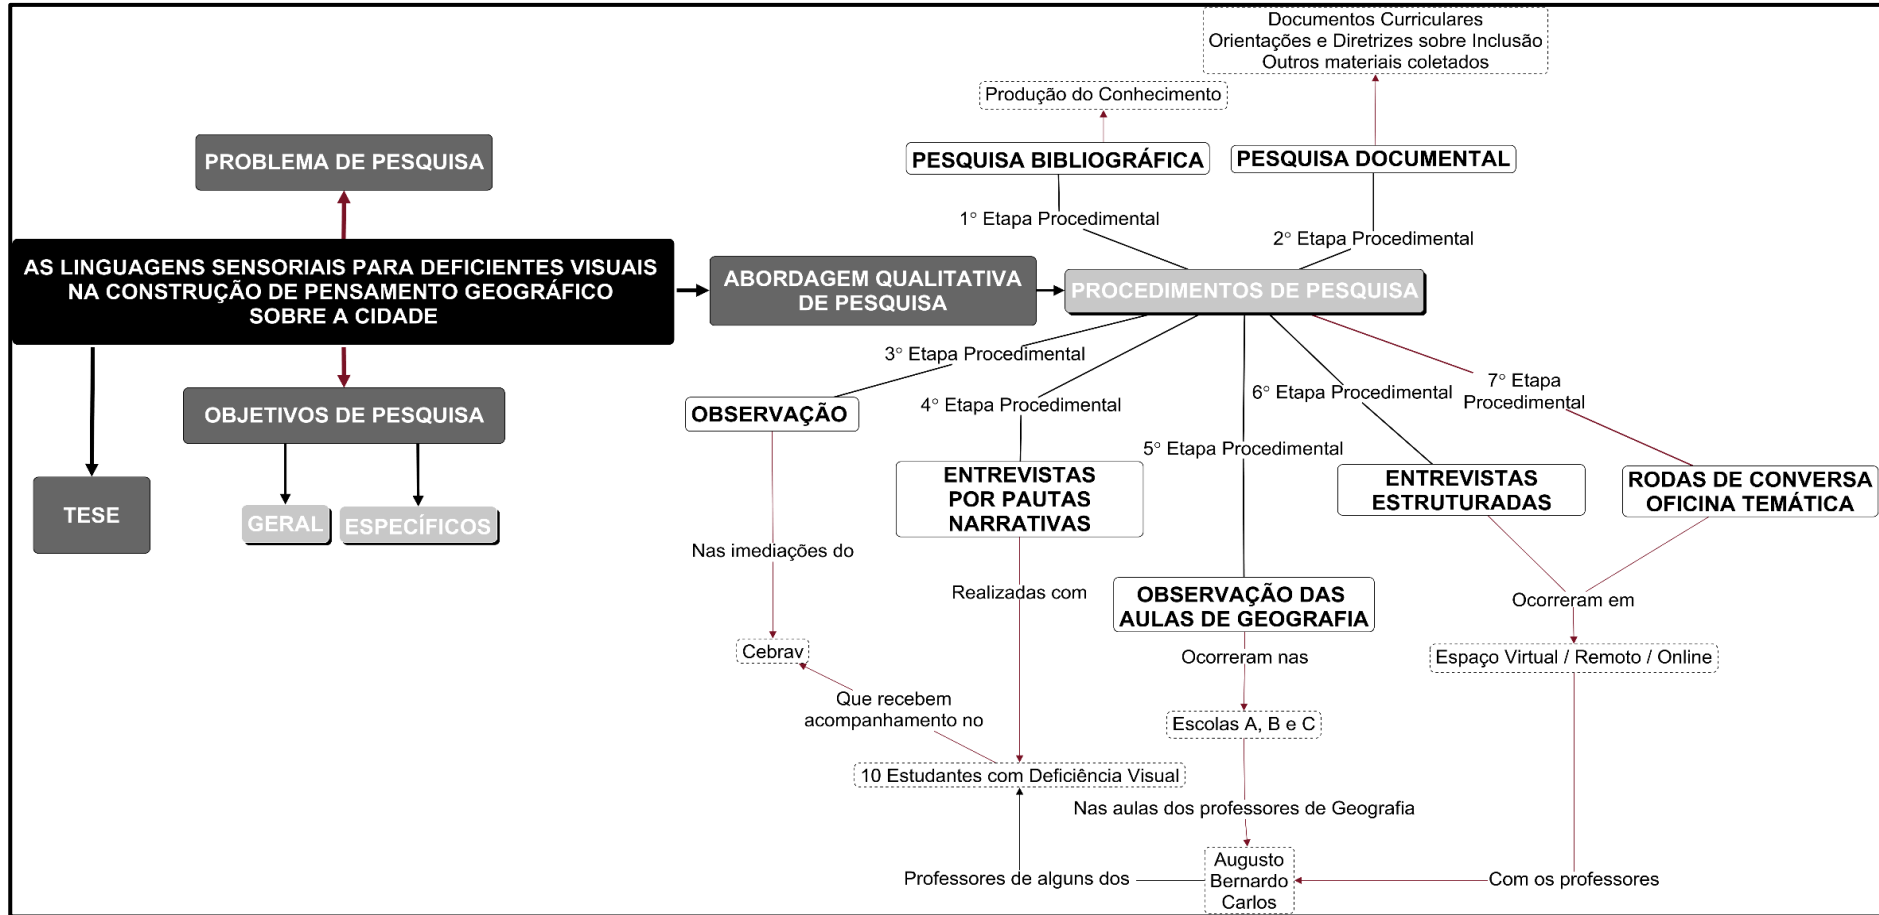 Documentos Curriculares
Orientações e Diretrizes sobre Inclusão
Outros materiais coletados
Produção do Conhecimento
PROBLEMA DE PESQUISA
PESQUISA BIBLIOGRÁFICA
PESQUISA DOCUMENTAL
1° Etapa Procedimental
2° Etapa Procedimental
AS LINGUAGENS SENSORIAIS PARA DEFICIENTES VISUAIS
NA CONSTRUÇÃO DE PENSAMENTO GEOGRÁFICO
SOBRE A CIDADE
ABORDAGEM QUALITATIVA
DE PESQUISA
PROCEDIMENTOS DE PESQUISA
3° Etapa Procedimental
4° Etapa Procedimental
5° Etapa Procedimental
6° Etapa Procedimental
7° Etapa
Procedimental
OBJETIVOS DE PESQUISA
GERAL
ESPECÍFICOS
TESE
OBSERVAÇÃO
ENTREVISTAS
POR PAUTAS
NARRATIVAS
ENTREVISTAS
ESTRUTURADAS
RODAS DE CONVERSA
OFICINA TEMÁTICA
Nas imediações do
Realizadas com
OBSERVAÇÃO DAS
AULAS DE GEOGRAFIA
Ocorreram em
Cebrav
Ocorreram nas
Espaço Virtual / Remoto / Online
Que recebem
acompanhamento no
Escolas A, B e C
10 Estudantes com Deficiência Visual
Nas aulas dos professores de Geografia
Professores de alguns dos
Augusto
Bernardo
Carlos
Com os professores